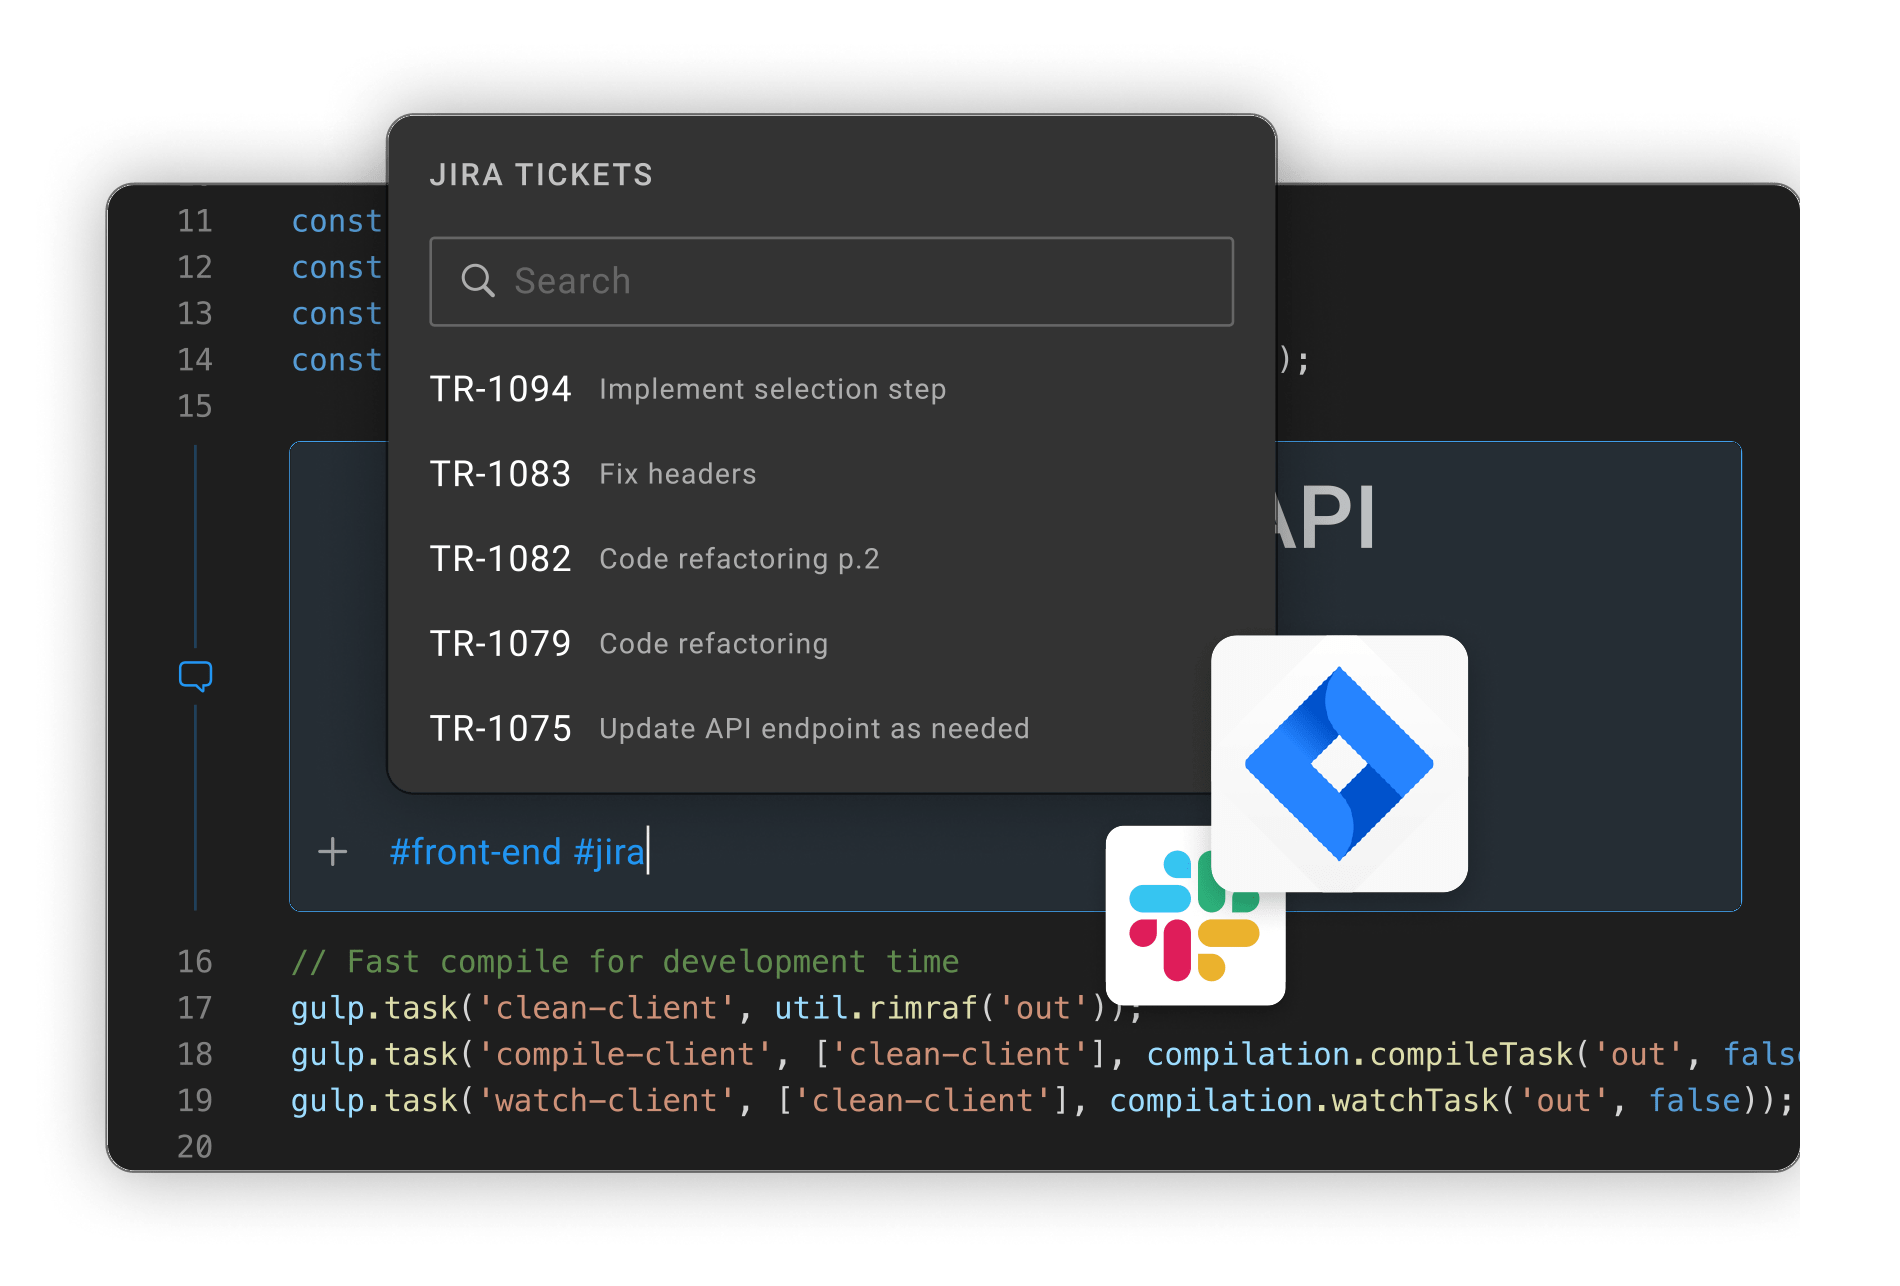 JIRA TICKETS
Search
TR-1094 Implement selection step
TR-1083 Fix headers
TR-1082 Code refactoring p.2
TR-1079 Code refactoring
TR-1075 Update API endpoint as needed
11 const
12 const
13 const
14 const );
15
API
#front-end #jira
16 // Fast compile for development time
17 gulp.task('clean-client', util.rimraf('out'));
18 gulp.task('compile-client', ['clean-client'], compilation.compileTask('out',
19 gulp.task('watch-client', ['clean-client'], compilation.watchTask('out', false));
20